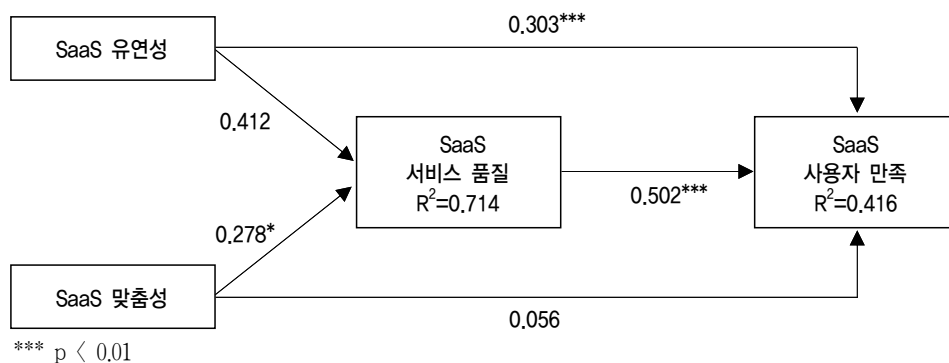 0.303***
SaaS 유연성
0.412
SaaS
서비스 품질
R²=0.714
SaaS
사용자 만족
R²=0.416
0.502***
0.278*
SaaS 맞춤성
0.056
*** p < 0.01